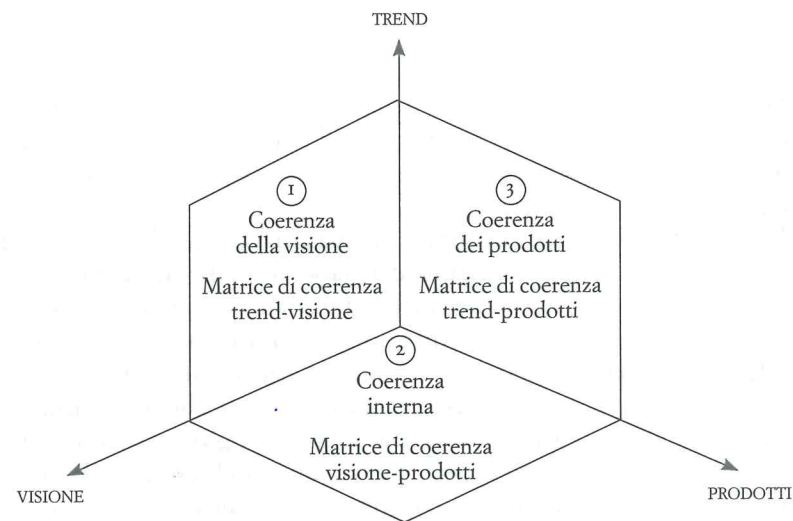 TREND
1
Coerenza
della visione
Matrice di coerenza
trend-visione
3
Coerenza
dei prodotti
Matrice di coerenza
trend-prodotti
2
Coerenza
interna
Matrice di coerenza
visione-prodotti
VISIONE
PRODOTTI